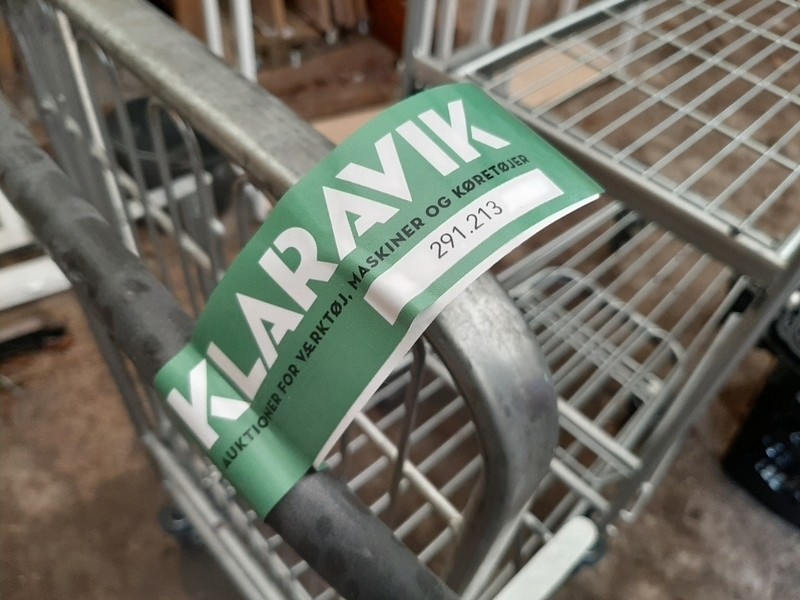 KLARAVIK
AUKTIONER FOR VÆRKTØJ, MASKINER OG KØRETØJER
291.213